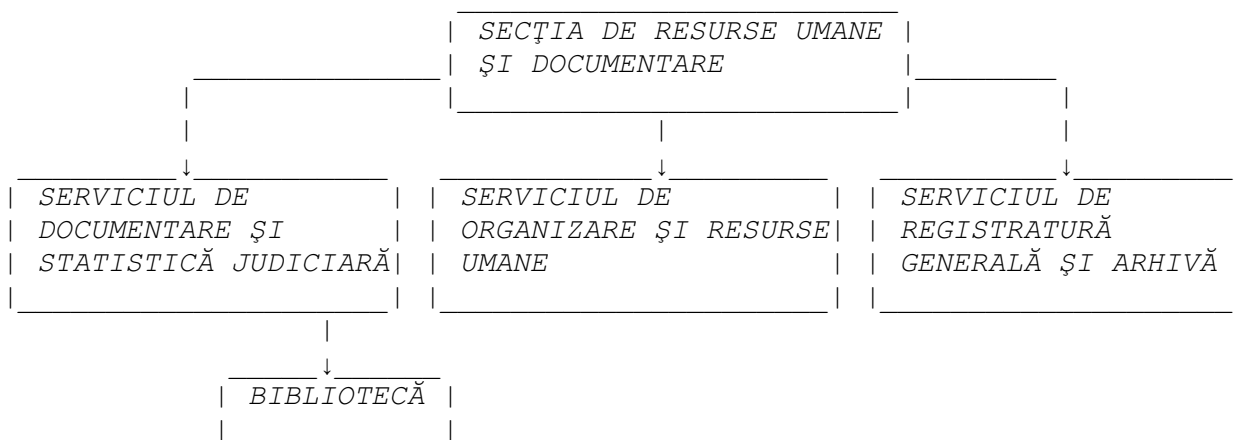 SECŢIA DE RESURSE UMANE
ŞI DOCUMENTARE
SERVICIUL DE
DOCUMENTARE ŞI
STATISTICĂ JUDICIARĂ
SERVICIUL DE
ORGANIZARE ŞI RESURSE
UMANE
SERVICIUL DE
REGISTRATURĂ
GENERALĂ ŞI ARHIVĂ
BIBLIOTECĂ